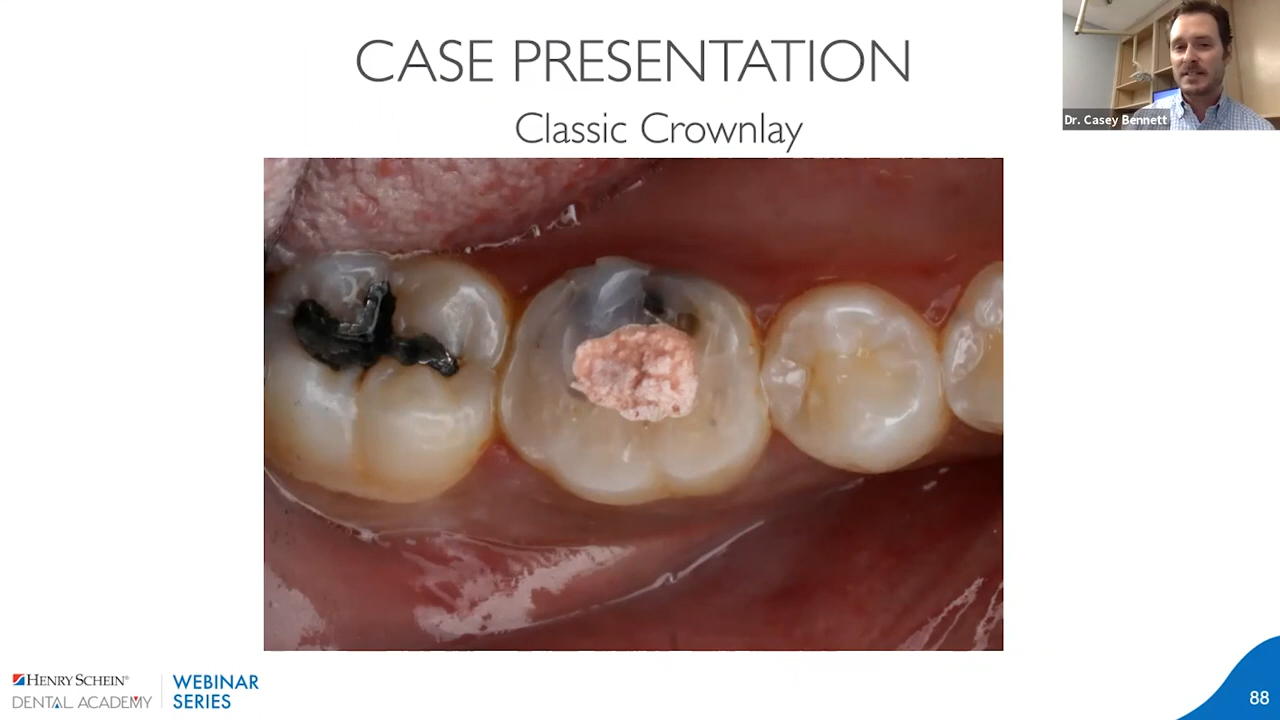 CASE PRESENTATION
Classic Crownlay
Dr. Casey Bennett
HENRY SCHEIN®
DENTAL ACADEMY
WEBINAR
SERIES
88